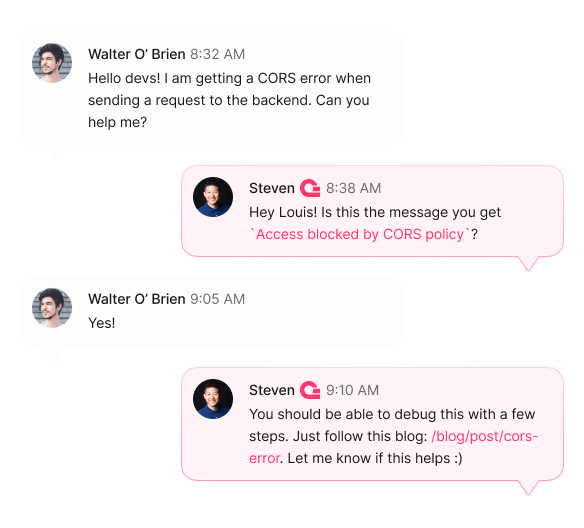 Walter O’ Brien 8:32 AM
Hello devs! I am getting a CORS error when
sending a request to the backend. Can you
help me?
Steven 8:38 AM
Hey Louis! Is this the message you get
`Access blocked by CORS policy`?
Walter O’ Brien 9:05 AM
Yes!
Steven 9:10 AM
You should be able to debug this with a few
steps. Just follow this blog: /blog/post/cors-
error. Let me know if this helps :)